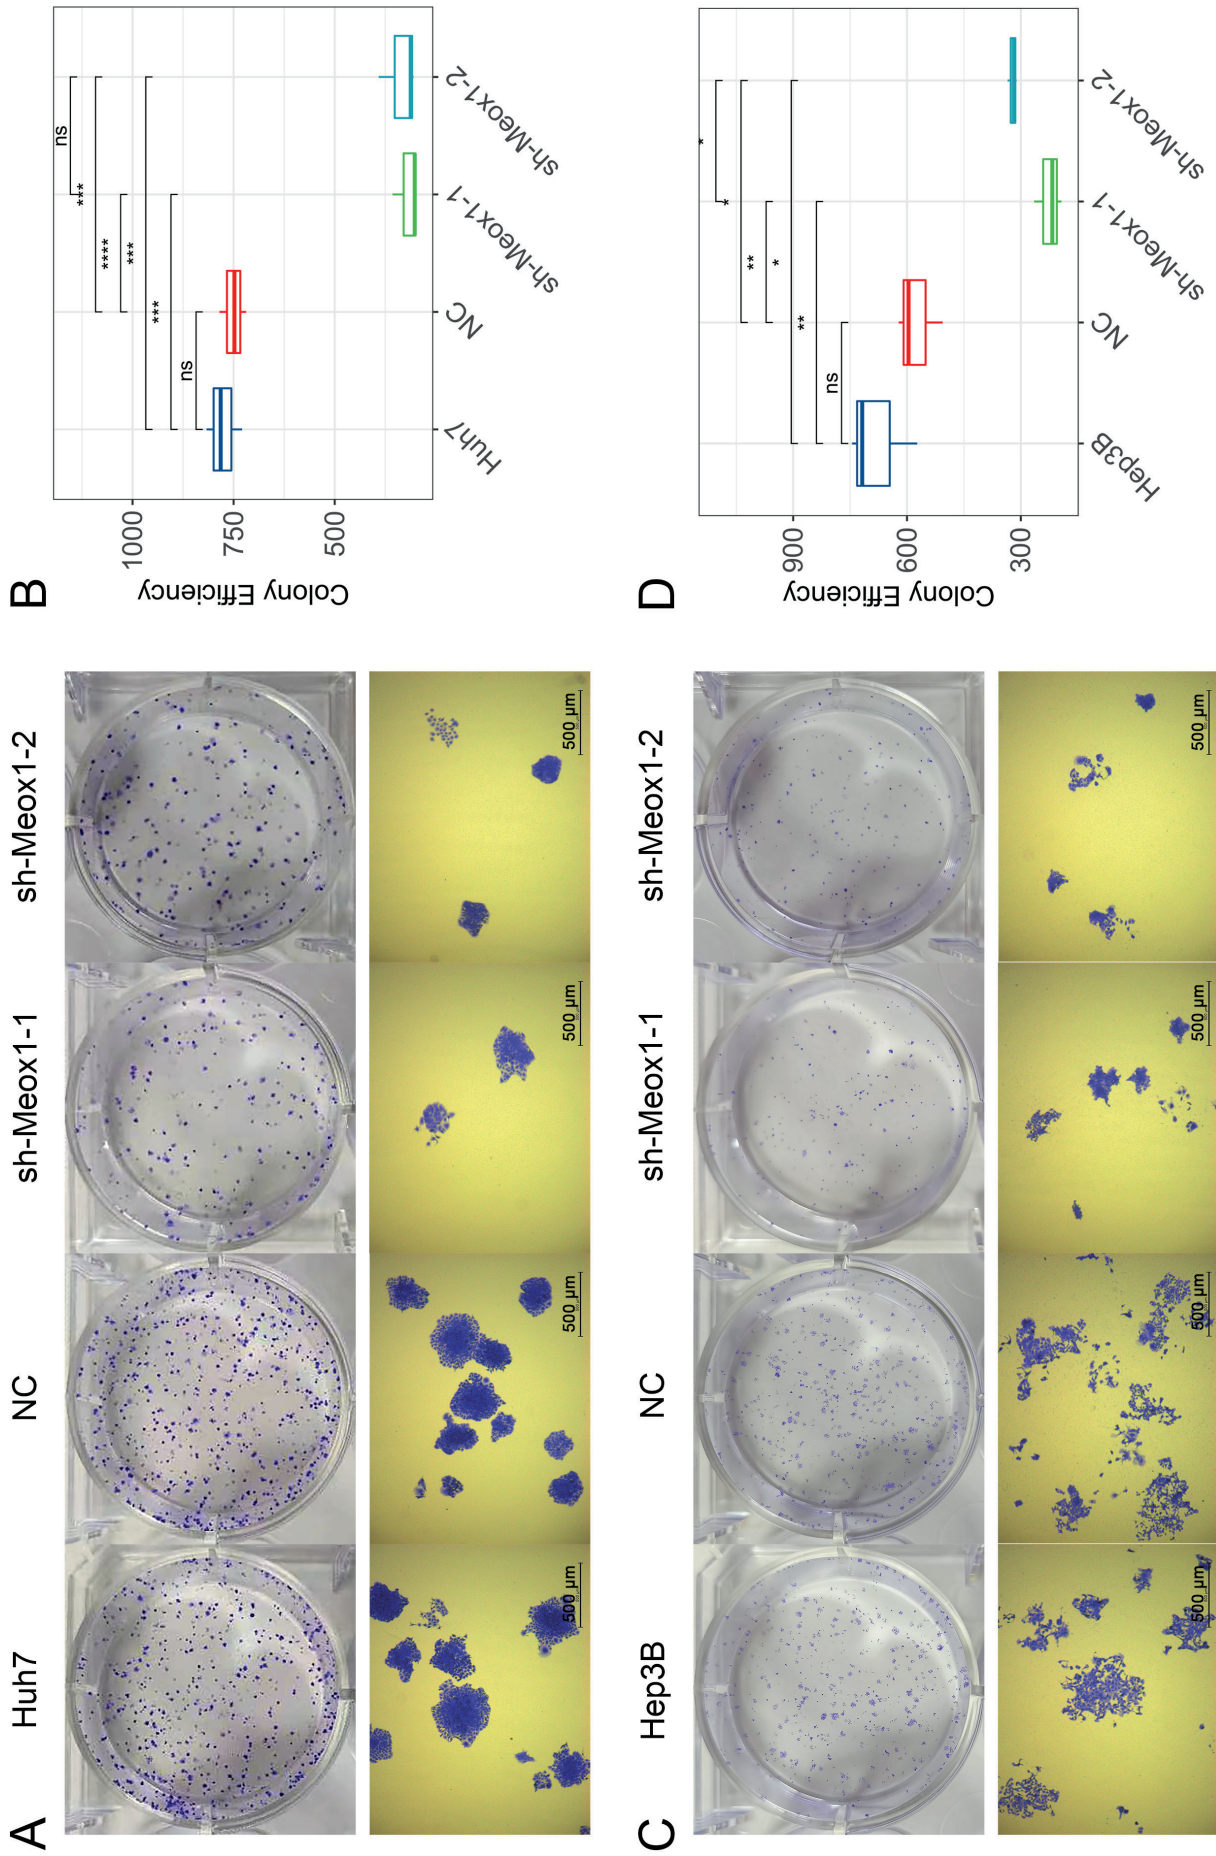 A
Huh7
NC
sh-Meox1-1
sh-Meox1-2
500 μm
500 μm
500 μm
500 μm
B
Colony Efficiency
1000
750
500
ns
***
****
***
***
ns
Huh7
NC
sh-Meox1-1
sh-Meox1-2
C
Hep3B
NC
sh-Meox1-1
sh-Meox1-2
500 μm
500 μm
500 μm
500 μm
D
Colony Efficiency
900
600
300
*
*
**
*
**
ns
Hep3B
NC
sh-Meox1-1
sh-Meox1-2